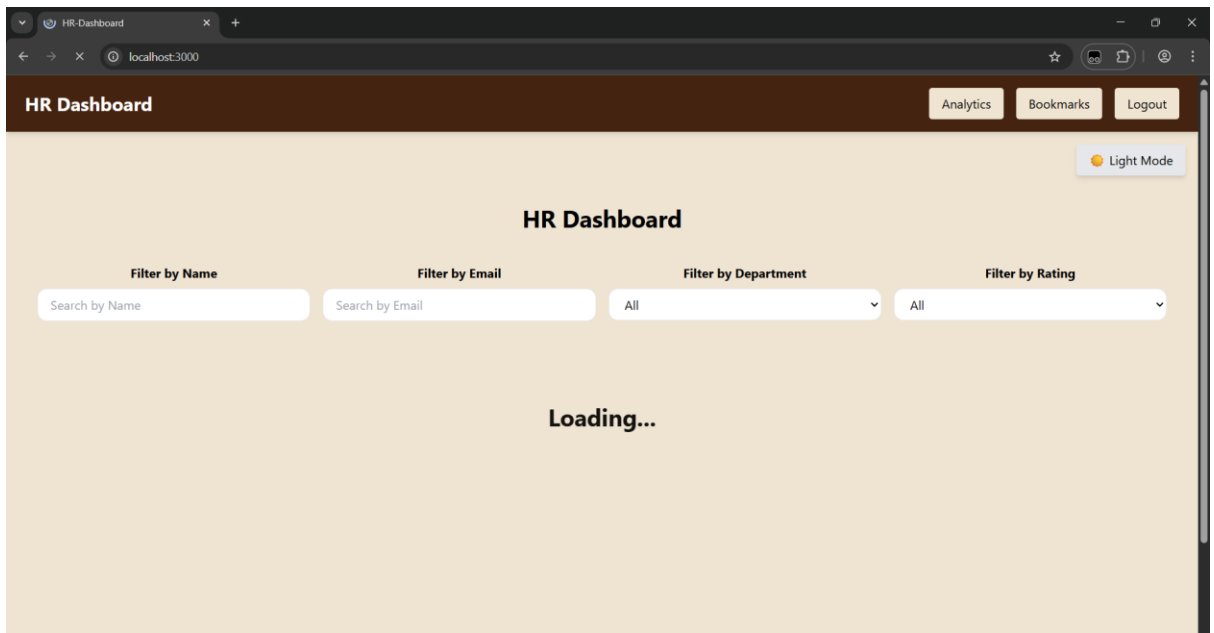 HR-Dashboard
localhost:3000
HR Dashboard
Analytics Bookmarks Logout
Light Mode
HR Dashboard
Filter by Name Filter by Email Filter by Department Filter by Rating
Search by Name Search by Email All All
Loading...